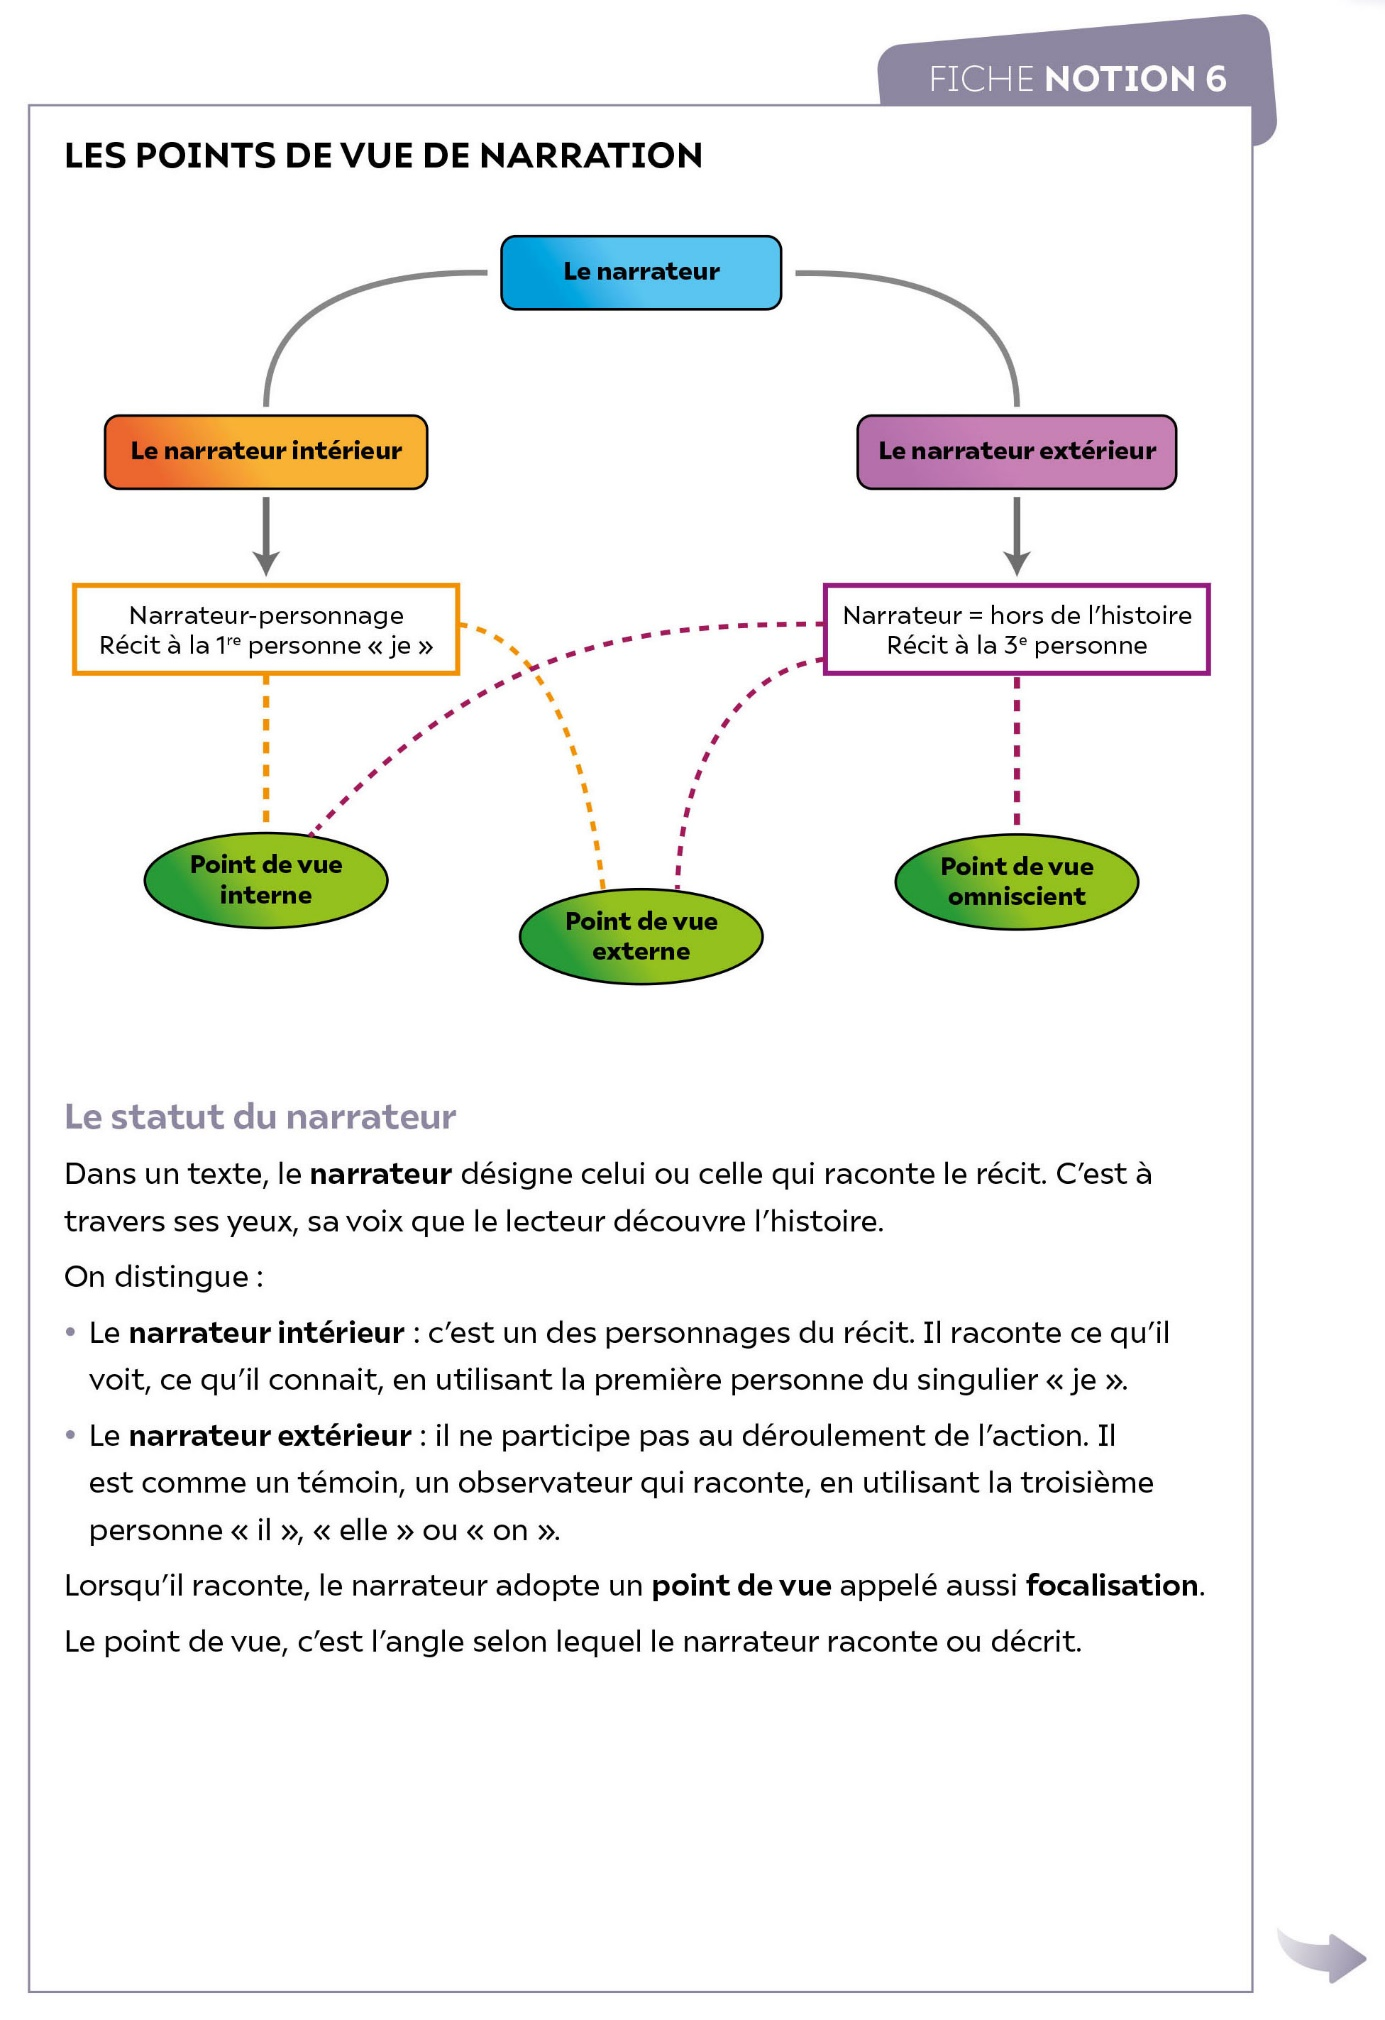 FICHE NOTION 6
LES POINTS DE VUE DE NARRATION
Le narrateur
Le narrateur intérieur
Le narrateur extérieur
Narrateur-personnage
Récit à la 1re personne « je »
Narrateur = hors de l’histoire
Récit à la 3e personne
Point de vue
interne
Point de vue
externe
Point de vue
omniscient
Le statut du narrateur
Dans un texte, le narrateur désigne celui ou celle qui raconte le récit. C’est à
travers ses yeux, sa voix que le lecteur découvre l’histoire.
On distingue :
• Le narrateur intérieur : c’est un des personnages du récit. Il raconte ce qu’il
voit, ce qu’il connait, en utilisant la première personne du singulier « je ».
• Le narrateur extérieur : il ne participe pas au déroulement de l’action. Il
est comme un témoin, un observateur qui raconte, en utilisant la troisième
personne « il », « elle » ou « on ».
Lorsqu’il raconte, le narrateur adopte un point de vue appelé aussi focalisation.
Le point de vue, c’est l’angle selon lequel le narrateur raconte ou décrit.